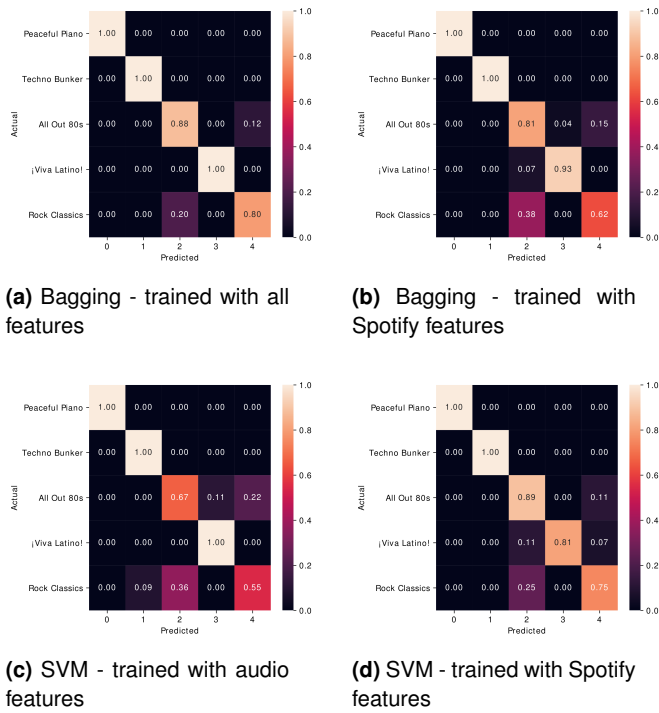 Peaceful Piano 1.00 0.00 0.00 0.00 0.00
Techno Bunker 0.00 1.00 0.00 0.00 0.00
All Out 80s 0.00 0.00 0.88 0.00 0.12
¡Viva Latino! 0.00 0.00 0.00 1.00 0.00
Rock Classics 0.00 0.00 0.20 0.00 0.80
0 1 2 3 4
Predicted
Actual
1.0
0.8
0.6
0.4
0.2
0.0
(a) Bagging - trained with all
features
Peaceful Piano 1.00 0.00 0.00 0.00 0.00
Techno Bunker 0.00 1.00 0.00 0.00 0.00
All Out 80s 0.00 0.00 0.81 0.04 0.15
¡Viva Latino! 0.00 0.00 0.07 0.93 0.00
Rock Classics 0.00 0.00 0.38 0.00 0.62
0 1 2 3 4
Predicted
Actual
1.0
0.8
0.6
0.4
0.2
0.0
(b) Bagging - trained with
Spotify features
Peaceful Piano 1.00 0.00 0.00 0.00 0.00
Techno Bunker 0.00 1.00 0.00 0.00 0.00
All Out 80s 0.00 0.00 0.67 0.11 0.22
¡Viva Latino! 0.00 0.00 0.00 1.00 0.00
Rock Classics 0.00 0.09 0.36 0.00 0.55
0 1 2 3 4
Predicted
Actual
1.0
0.8
0.6
0.4
0.2
0.0
(c) SVM - trained with audio
features
Peaceful Piano 1.00 0.00 0.00 0.00 0.00
Techno Bunker 0.00 1.00 0.00 0.00 0.00
All Out 80s 0.00 0.00 0.89 0.00 0.11
¡Viva Latino! 0.00 0.00 0.11 0.81 0.07
Rock Classics 0.00 0.00 0.25 0.00 0.75
0 1 2 3 4
Predicted
Actual
1.0
0.8
0.6
0.4
0.2
0.0
(d) SVM - trained with Spotify
features